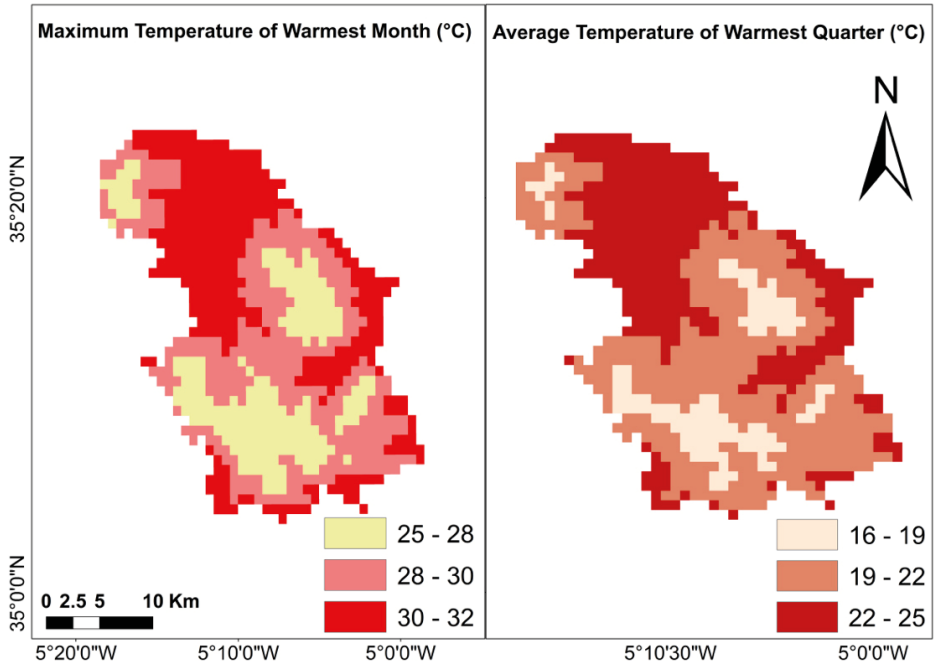 Maximum Temperature of Warmest Month (°C)
Average Temperature of Warmest Quarter (°C)
N
35°20'0"N
35°0'0"N
25 - 28
28 - 30
30 - 32
16 - 19
19 - 22
22 - 25
0 2.5 5 10 Km
5°20'0"W 5°10'0"W 5°0'0"W
5°10'30"W 5°0'0"W